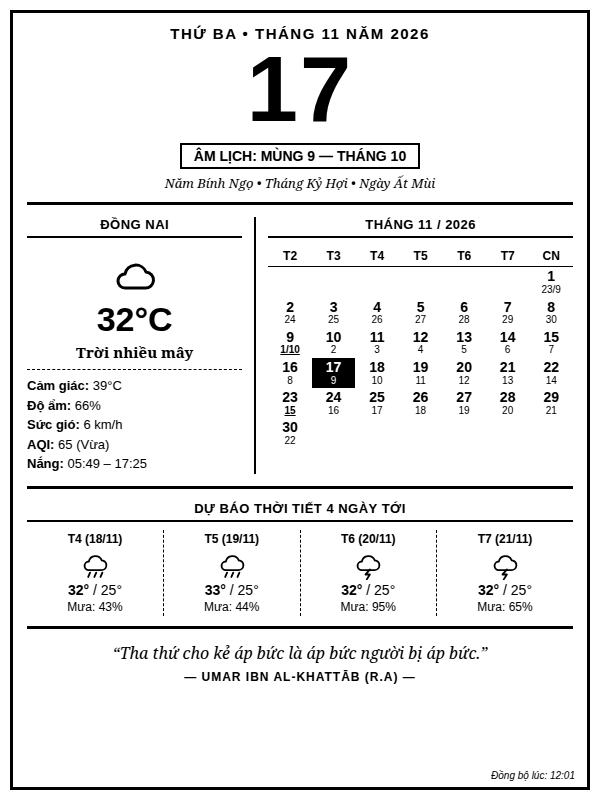 THỨ BA • THÁNG 11 NĂM 2026
17
ÂM LỊCH: MÙNG 9 — THÁNG 10
Năm Bính Ngọ • Tháng Kỷ Hợi • Ngày Ất Mùi
ĐỒNG NAI
32°C
Trời nhiều mây
Cảm giác: 39°C
Độ ẩm: 66%
Sức gió: 6 km/h
AQI: 65 (Vừa)
Nắng: 05:49 – 17:25
THÁNG 11 / 2026
T2 T3 T4 T5 T6 T7 CN
1
23/9
2 3 4 5 6 7 8
24 25 26 27 28 29 30
9 10 11 12 13 14 15
1/10 2 3 4 5 6 7
16 17 18 19 20 21 22
8 9 10 11 12 13 14
23 24 25 26 27 28 29
15 16 17 18 19 20 21
30
22
DỰ BÁO THỜI TIẾT 4 NGÀY TỚI
T4 (18/11) T5 (19/11) T6 (20/11) T7 (21/11)
32° / 25° 33° / 25° 32° / 25° 32° / 25°
Mưa: 43% Mưa: 44% Mưa: 95% Mưa: 65%
“Tha thứ cho kẻ áp bức là áp bức người bị áp bức.”
— UMAR IBN AL-KHATTĀB (R.A) —
Đồng bộ lúc: 12:01